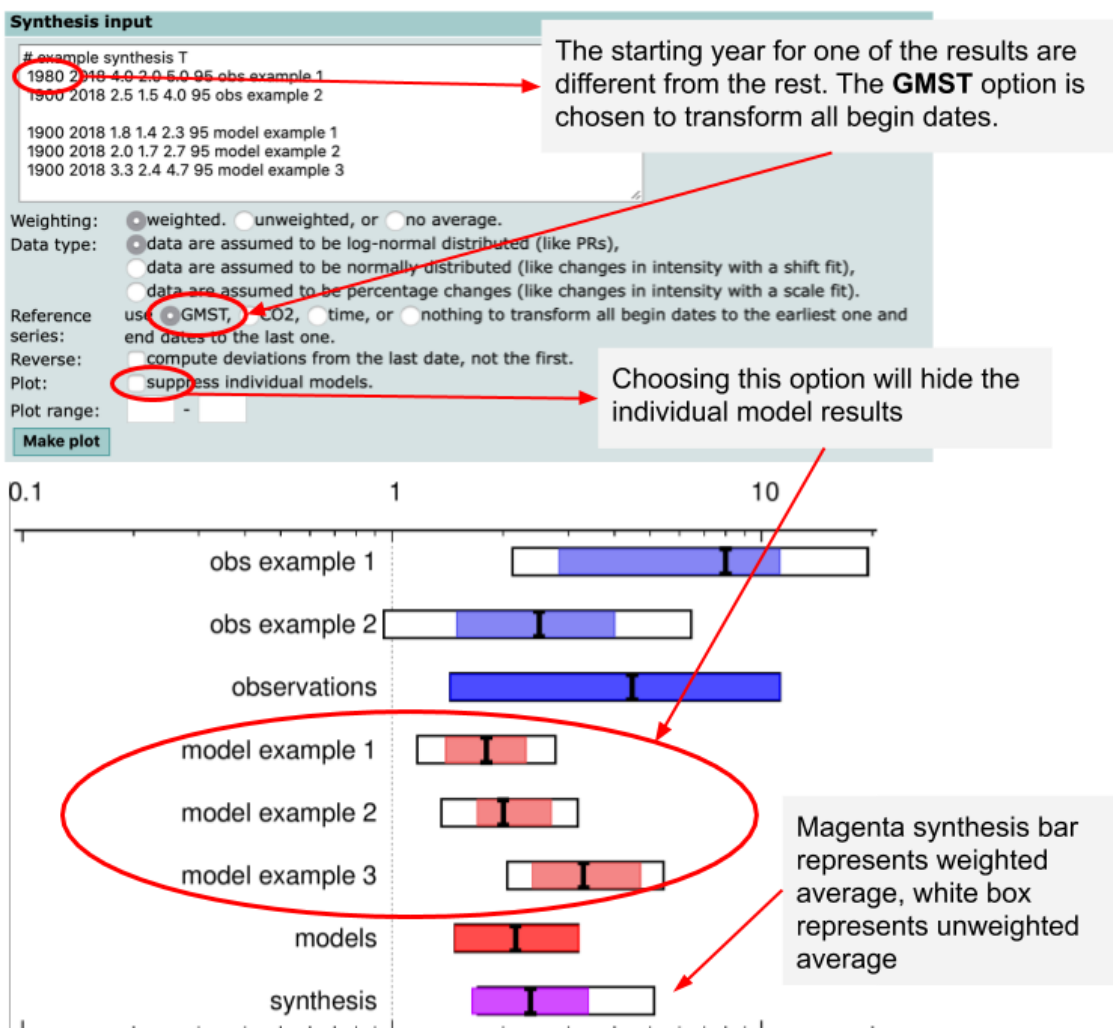 Synthesis input
# example synthesis T
1980 2018 4.0 2.0 5.0 95 obs example 1
1900 2018 2.5 1.5 4.0 95 obs example 2
1900 2018 1.8 1.4 2.3 95 model example 1
1900 2018 2.0 1.7 2.7 95 model example 2
1900 2018 3.3 2.4 4.7 95 model example 3
The starting year for one of the results are
different from the rest. The GMST option is
chosen to transform all begin dates.
Weighting: weighted. unweighted, or no average.
Data type: data are assumed to be log-normal distributed (like PRs),
data are assumed to be normally distributed (like changes in intensity with a shift fit),
data are assumed to be percentage changes (like changes in intensity with a scale fit).
Reference series: use GMST, CO2, time, or nothing to transform all begin dates to the earliest one and
end dates to the last one.
Reverse: compute deviations from the last date, not the first.
Plot: suppress individual models.
Plot range: -
Make plot
Choosing this option will hide the
individual model results
0.1 1 10
obs example 1
obs example 2
observations
model example 1
model example 2
model example 3
models
synthesis
Magenta synthesis bar
represents weighted
average, white box
represents unweighted
average